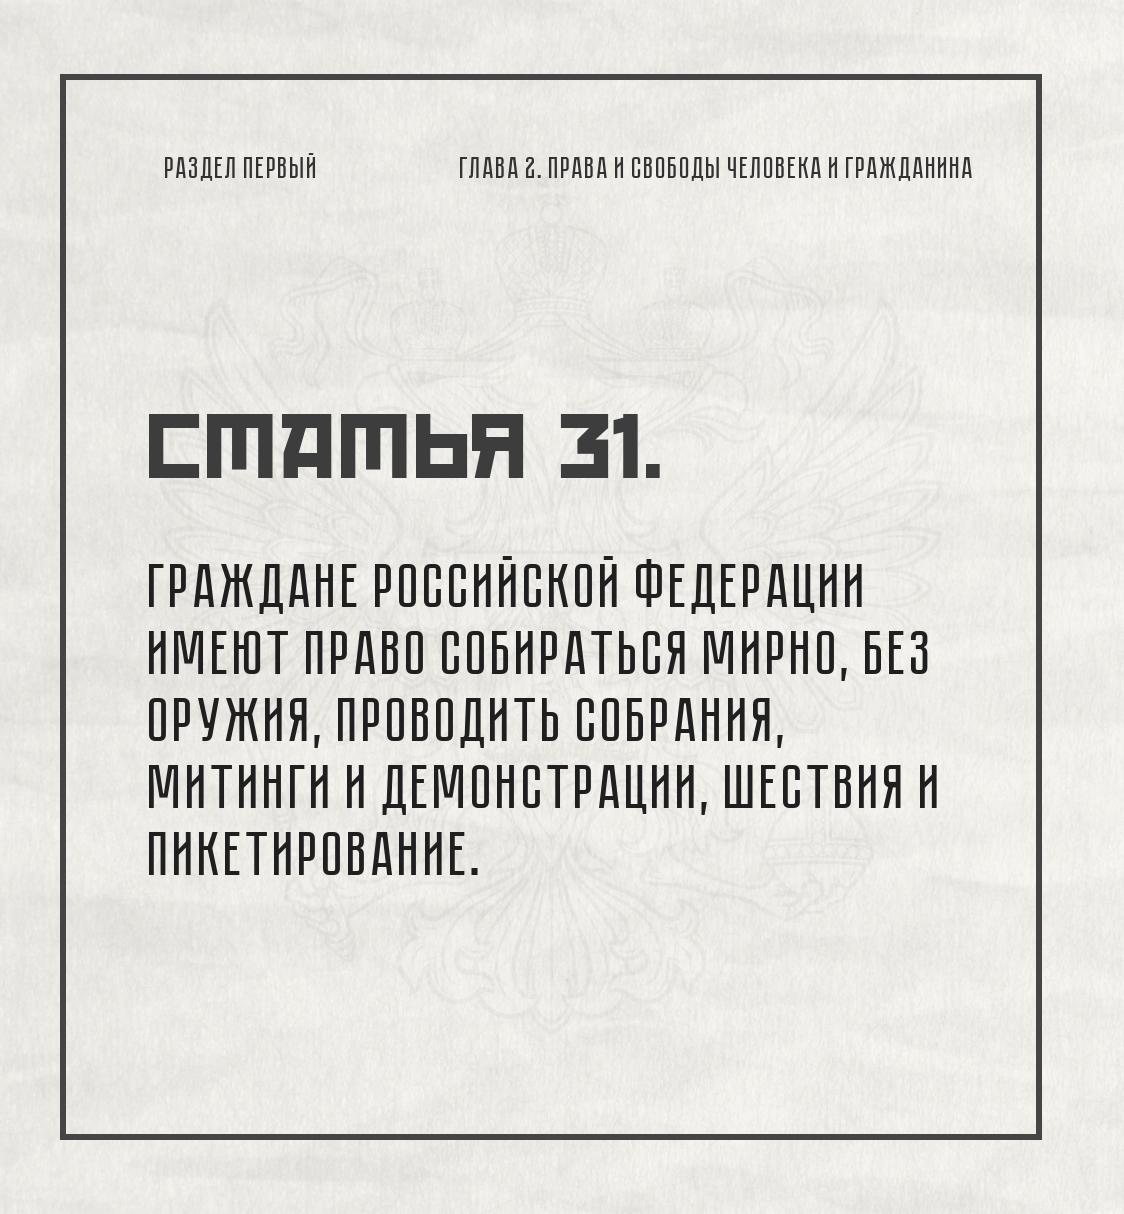 РАЗДЕЛ ПЕРВЫЙ
ГЛАВА 2. ПРАВА И СВОБОДЫ ЧЕЛОВЕКА И ГРАЖДАНИНА
СТАТЬЯ 31.
ГРАЖДАНЕ РОССИЙСКОЙ ФЕДЕРАЦИИ
ИМЕЮТ ПРАВО СОБИРАТЬСЯ МИРНО, БЕЗ
ОРУЖИЯ, ПРОВОДИТЬ СОБРАНИЯ,
МИТИНГИ И ДЕМОНСТРАЦИИ, ШЕСТВИЯ И
ПИКЕТИРОВАНИЕ.